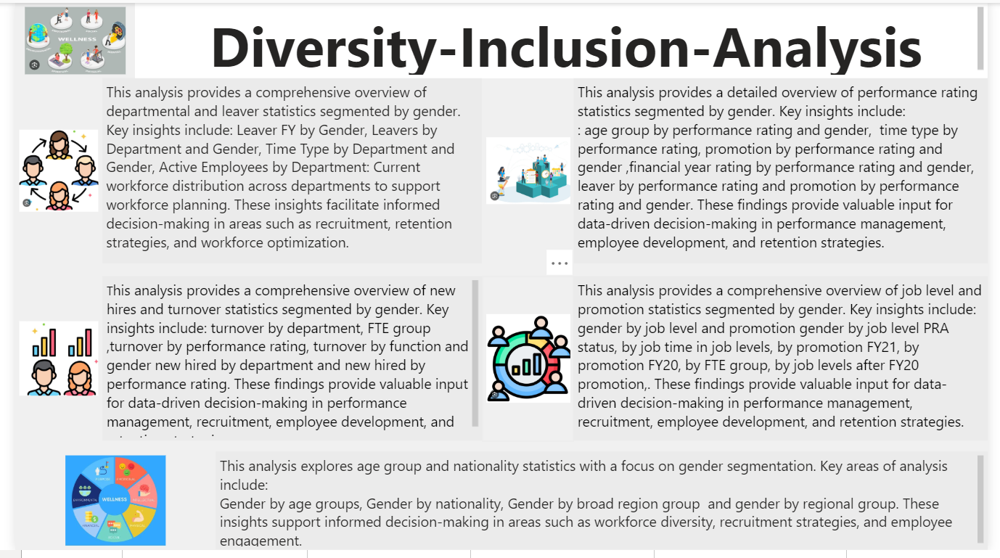 WELLNESS
Diversity-Inclusion-Analysis
This analysis provides a comprehensive overview of
departmental and leaver statistics segmented by gender.
Key insights include: Leaver FY by Gender, Leavers by
Department and Gender, Time Type by Department and
Gender, Active Employees by Department: Current
workforce distribution across departments to support
workforce planning. These insights facilitate informed
decision-making in areas such as recruitment, retention
strategies, and workforce optimization.
This analysis provides a detailed overview of performance rating
statistics segmented by gender. Key insights include:
: age group by performance rating and gender,  time type by
performance rating, promotion by performance rating and
gender ,financial year rating by performance rating and gender,
leaver by performance rating and promotion by performance
rating and gender. These findings provide valuable input for
data-driven decision-making in performance management,
employee development, and retention strategies.
This analysis provides a comprehensive overview of new
hires and turnover statistics segmented by gender. Key
insights include: turnover by department, FTE group
,turnover by performance rating, turnover by function and
gender new hired by department and new hired by
performance rating. These findings provide valuable input
for data-driven decision-making in performance
management, recruitment, employee development, and
This analysis provides a comprehensive overview of job level and
promotion statistics segmented by gender. Key insights include:
gender by job level and promotion gender by job level PRA
status, by job time in job levels, by promotion FY21, by
promotion FY20, by FTE group, by job levels after FY20
promotion,. These findings provide valuable input for data-
driven decision-making in performance management,
recruitment, employee development, and retention strategies.
WELLNESS
ENVIRONMENTAL
This analysis explores age group and nationality statistics with a focus on gender segmentation. Key areas of analysis
include:
Gender by age groups, Gender by nationality, Gender by broad region group  and gender by regional group. These
insights support informed decision-making in areas such as workforce diversity, recruitment strategies, and employee
engagement.